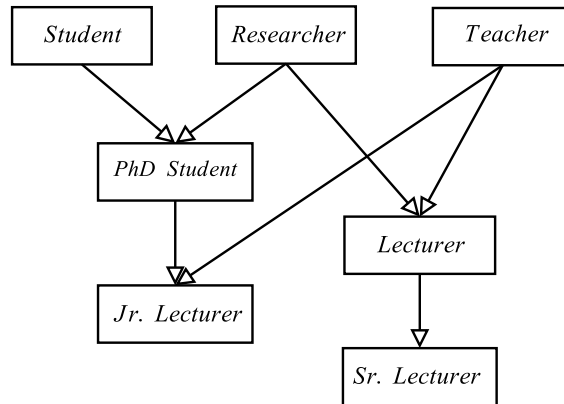 Student
Researcher
Teacher
PhD Student
Lecturer
Jr. Lecturer
Sr. Lecturer